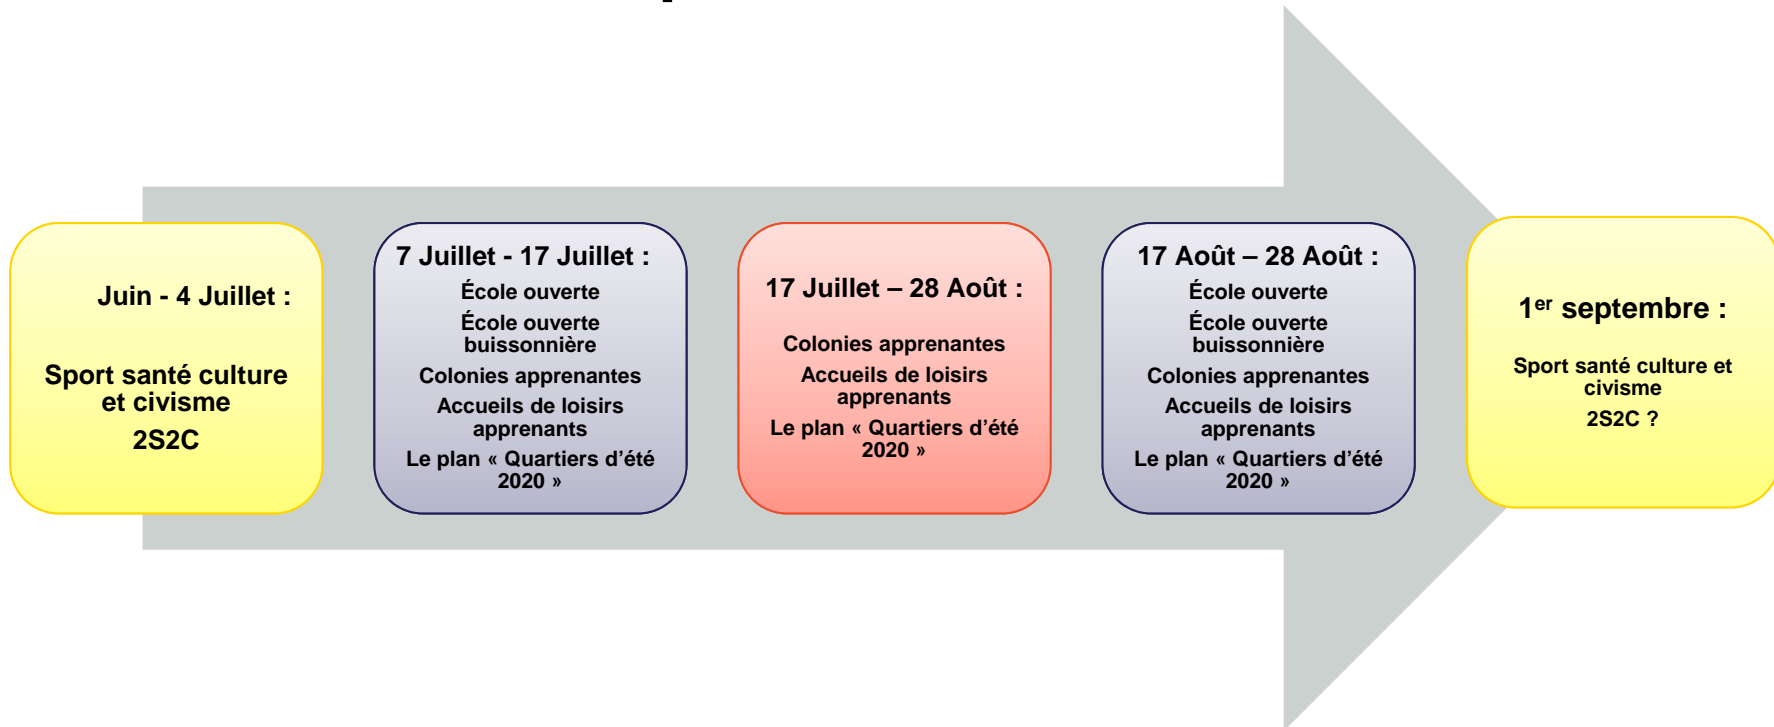 Juin - 4 Juillet :
Sport santé culture
et civisme
2S2C
7 Juillet - 17 Juillet :
École ouverte
École ouverte
buissonnière
Colonies apprenantes
Accueils de loisirs
apprenants
Le plan « Quartiers d’été
2020 »
17 Juillet – 28 Août :
Colonies apprenantes
Accueils de loisirs
apprenants
Le plan « Quartiers d’été
2020 »
17 Août – 28 Août :
École ouverte
École ouverte
buissonnière
Colonies apprenantes
Accueils de loisirs
apprenants
Le plan « Quartiers d’été
2020 »
1er septembre :
Sport santé culture et
civisme
2S2C ?